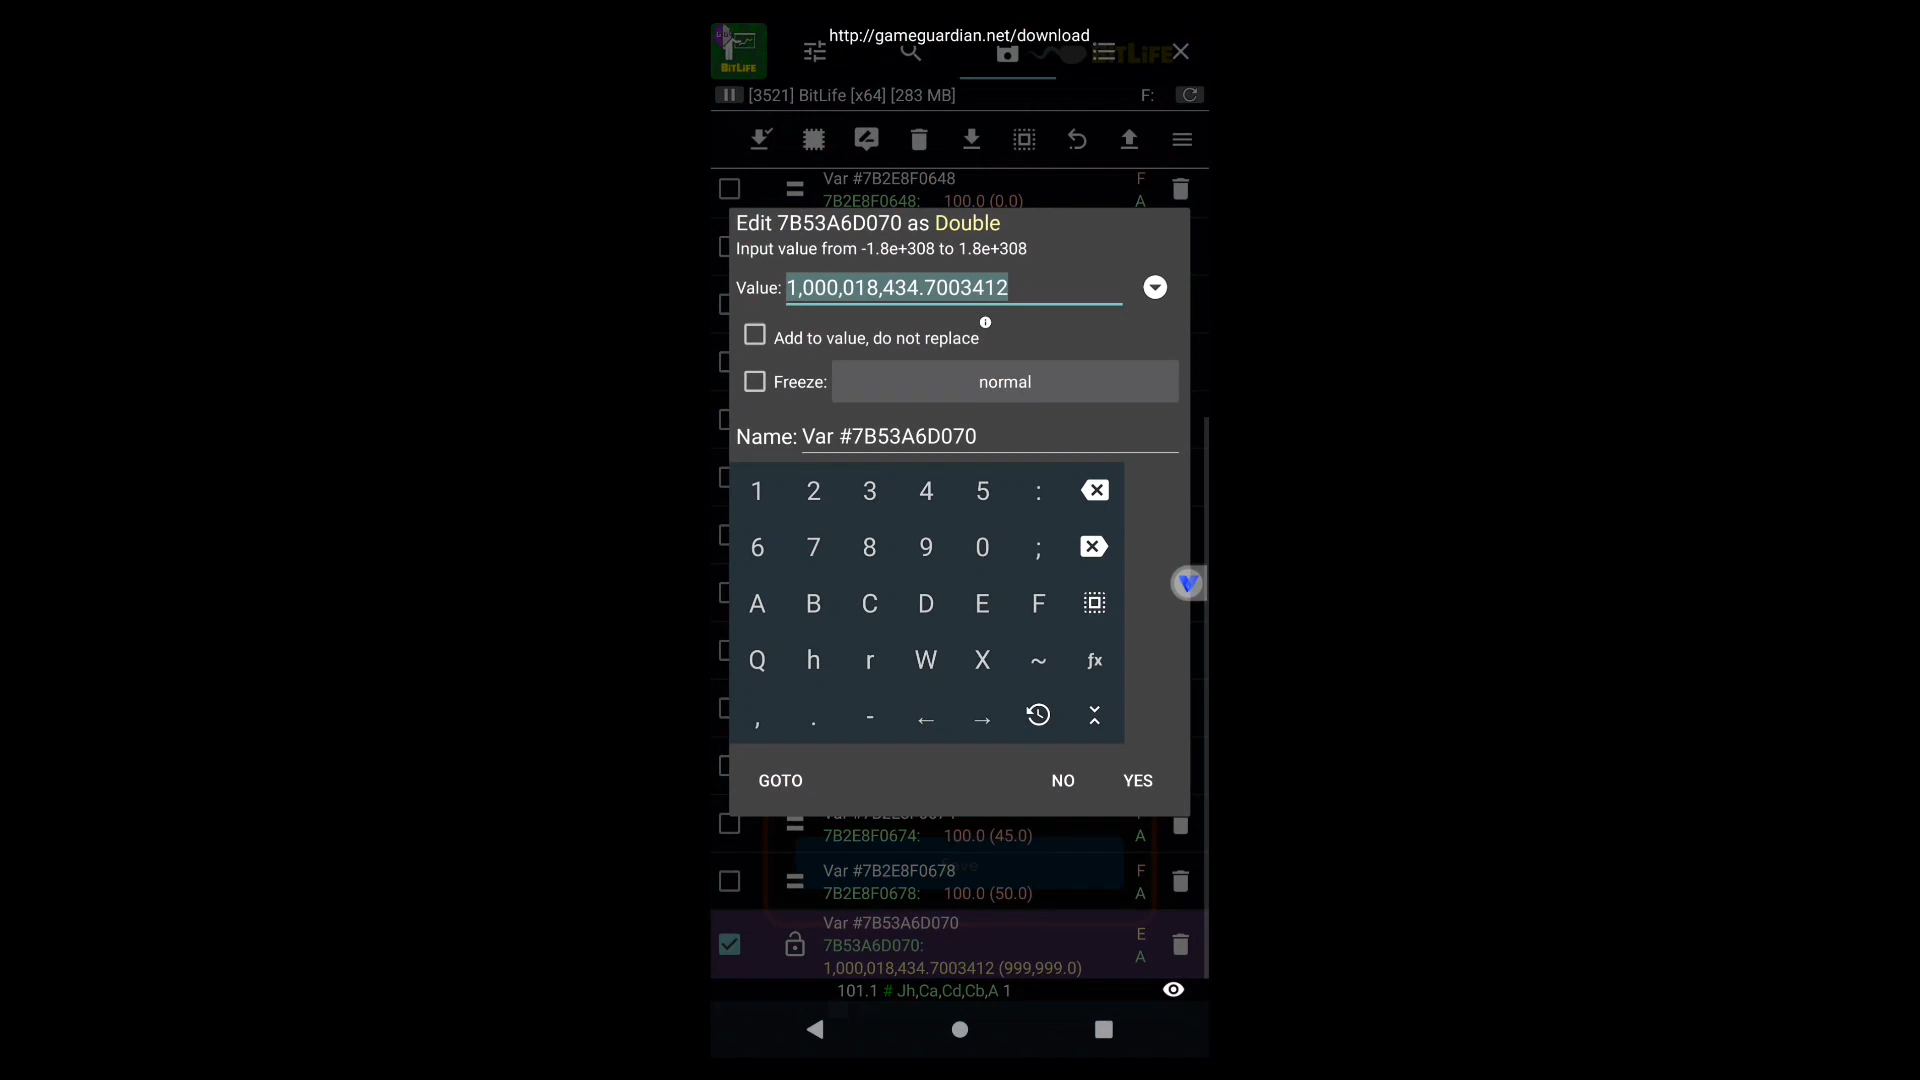 http://gameguardian.net/download
BITLIFE
BITLIFE
[3521] BitLife [x64] [283 MB] F:
Var #7B2E8F0648 F
7B2E8F0648: 100.0 (0.0) A
Edit 7B53A6D070 as Double
Input value from -1.8e+308 to 1.8e+308
Value: 1,000,018,434.7003412
Add to value, do not replace
Freeze: normal
Name: Var #7B53A6D070
1 2 3 4 5 :
6 7 8 9 0 ;
A B C D E F
Q h r W X ~ ƒx
, . - ← →
GOTO NO YES
7B2E8F0674: 100.0 (45.0) A
Var #7B2E8F0678 F
7B2E8F0678: 100.0 (50.0) A
Var #7B53A6D070
7B53A6D070: E
1,000,018,434.7003412 (999,999.0) A
101.1 # Jh,Ca,Cd,Cb,A 1